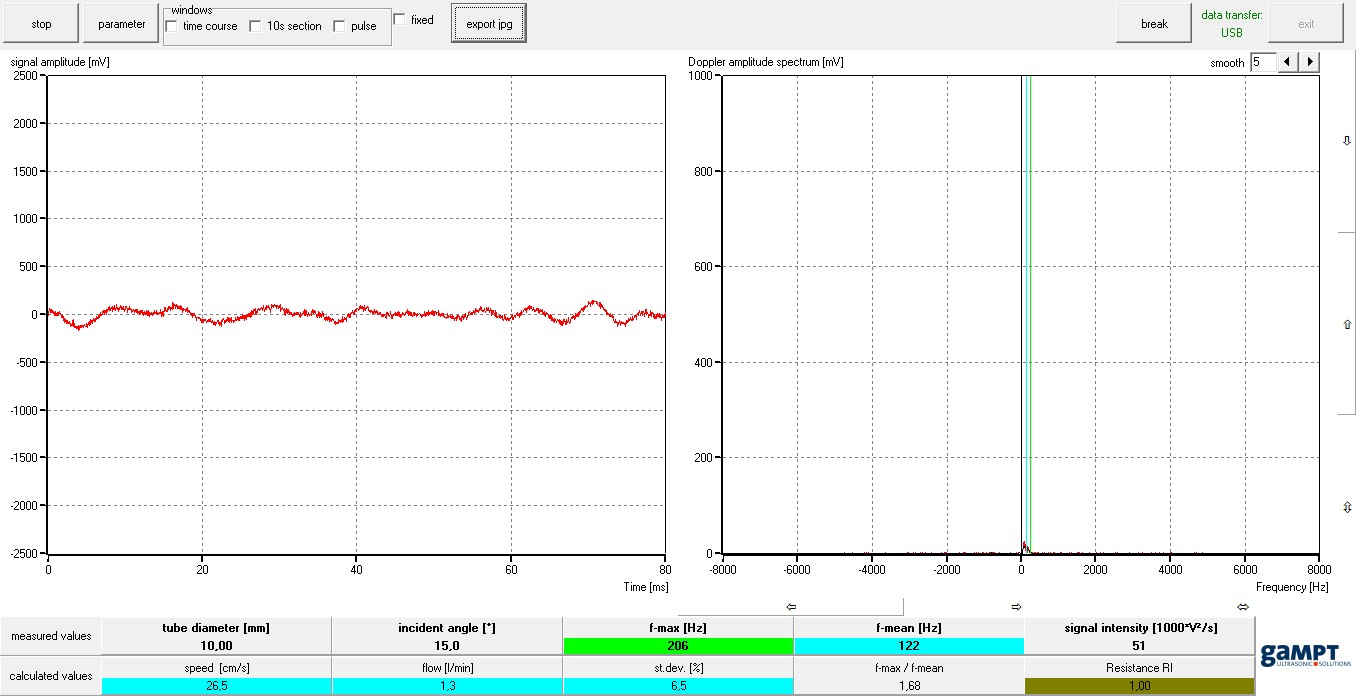 stop parameter windows time course 10s section pulse fixed export jpg break data transfer: USB exit
signal amplitude [mV]
2500
2000
1500
1000
500
0
-500
-1000
-1500
-2000
-2500
0 20 40 60 80
Time [ms]
Doppler amplitude spectrum [mV] smooth 5
1000
800
600
400
200
0
-8000 -6000 -4000 -2000 0 2000 4000 6000 8000
Frequency [Hz]
measured values tube diameter [mm] incident angle [°] f-max [Hz] f-mean [Hz] signal intensity [1000*V²/s]
10,00 15,0 206 122 51
calculated values speed [cm/s] flow [l/min] st.dev. [%] f-max / f-mean Resistance RI
26,5 1,3 6,5 1,68 1,00
gAMPT
ULTRASONIC SOLUTIONS